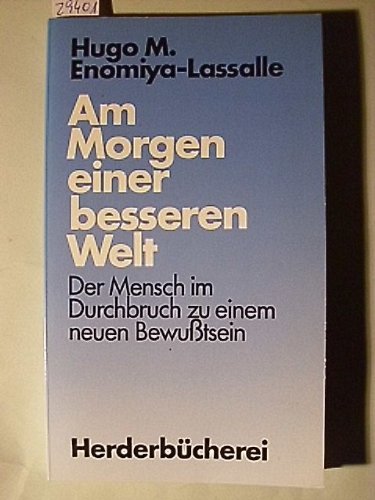 29401
Hugo M.
Enomiya-Lassalle
Am
Morgen
einer
besseren
Welt
Der Mensch im
Durchbruch zu einem
neuen Bewußtsein
Herderbücherei